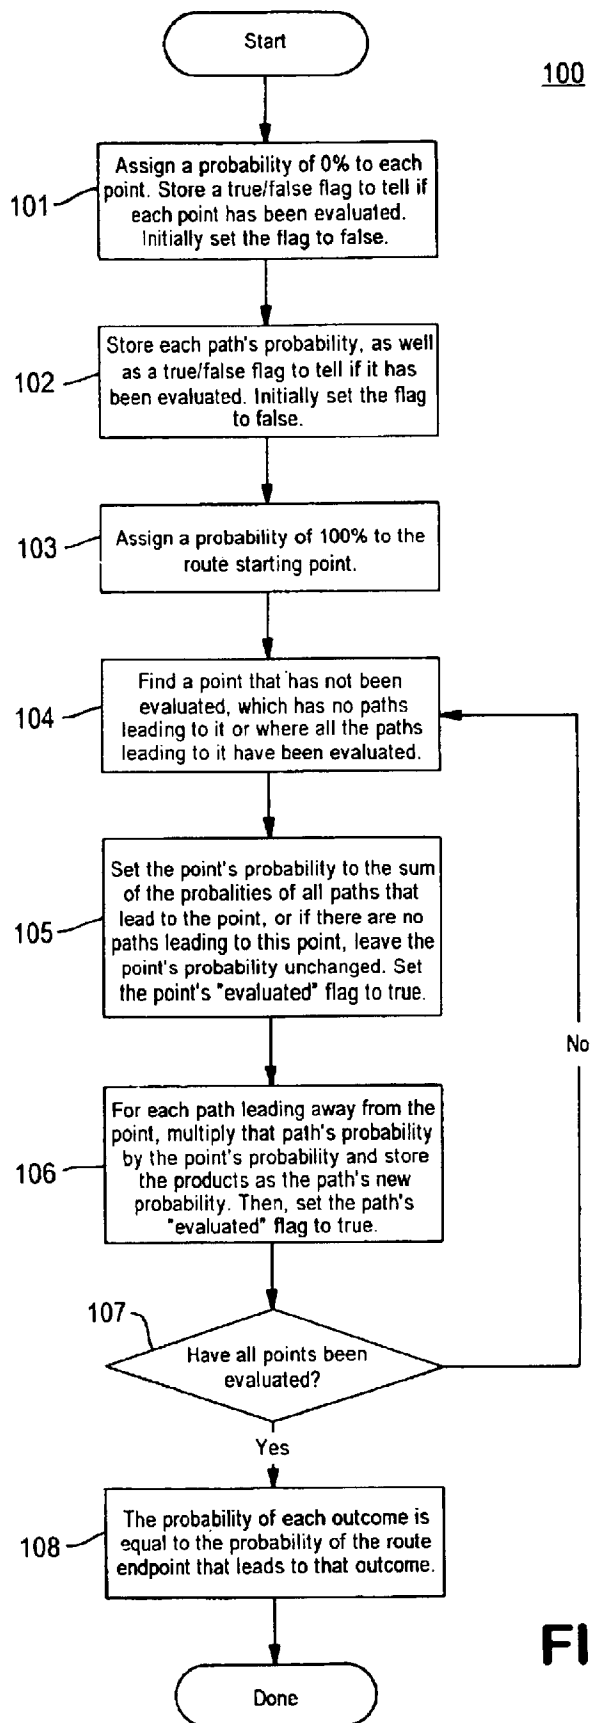 Start
100
101
Assign a probability of 0% to each
point. Store a true/false flag to tell if
each point has been evaluated.
Initially set the flag to false.
102
Store each path's probability, as well
as a true/false flag to tell if it has
been evaluated. Initially set the flag
to false.
103
Assign a probability of 100% to the
route starting point.
104
Find a point that has not been
evaluated, which has no paths
leading to it or where all the paths
leading to it have been evaluated.
105
Set the point's probability to the sum
of the probalities of all paths that
lead to the point, or if there are no
paths leading to this point, leave the
point's probability unchanged. Set
the point's "evaluated" flag to true.
No
106
For each path leading away from the
point, multiply that path's probability
by the point's probability and store
the products as the path's new
probability. Then, set the path's
"evaluated" flag to true.
107
Have all points been
evaluated?
Yes
108
The probability of each outcome is
equal to the probability of the route
endpoint that leads to that outcome.
FI
Done